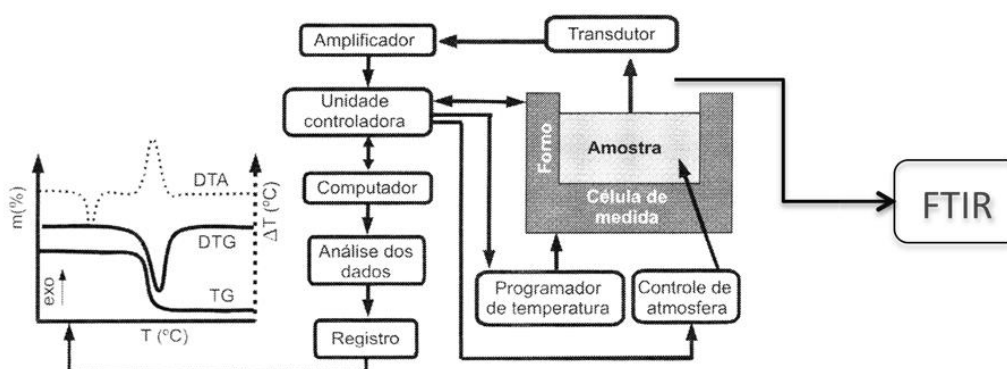 Amplificador
Transdutor
Unidade
controladora
Forno
Amostra
Célula de
medida
FTIR
Computador
Análise dos
dados
Registro
Programador
de temperatura
Controle de
atmosfera
m(%)
exo
DTA
DTG
TG
ΔT (°C)
T (°C)